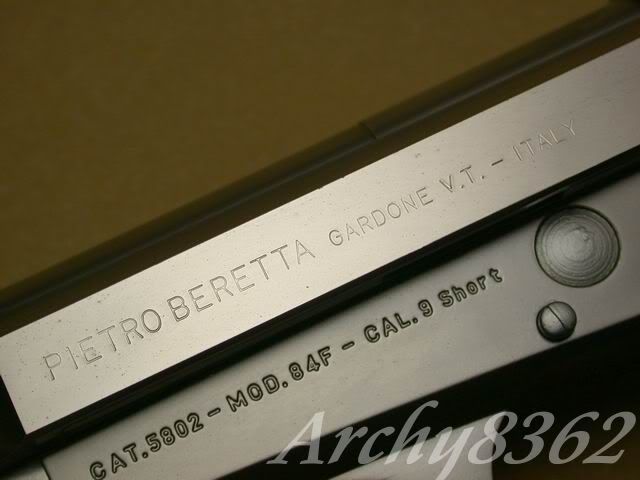 PIETRO BERETTA GARDONE V.T. – ITALY
CAT.5802 – MOD.84F – CAL.9 Short
Archy8362